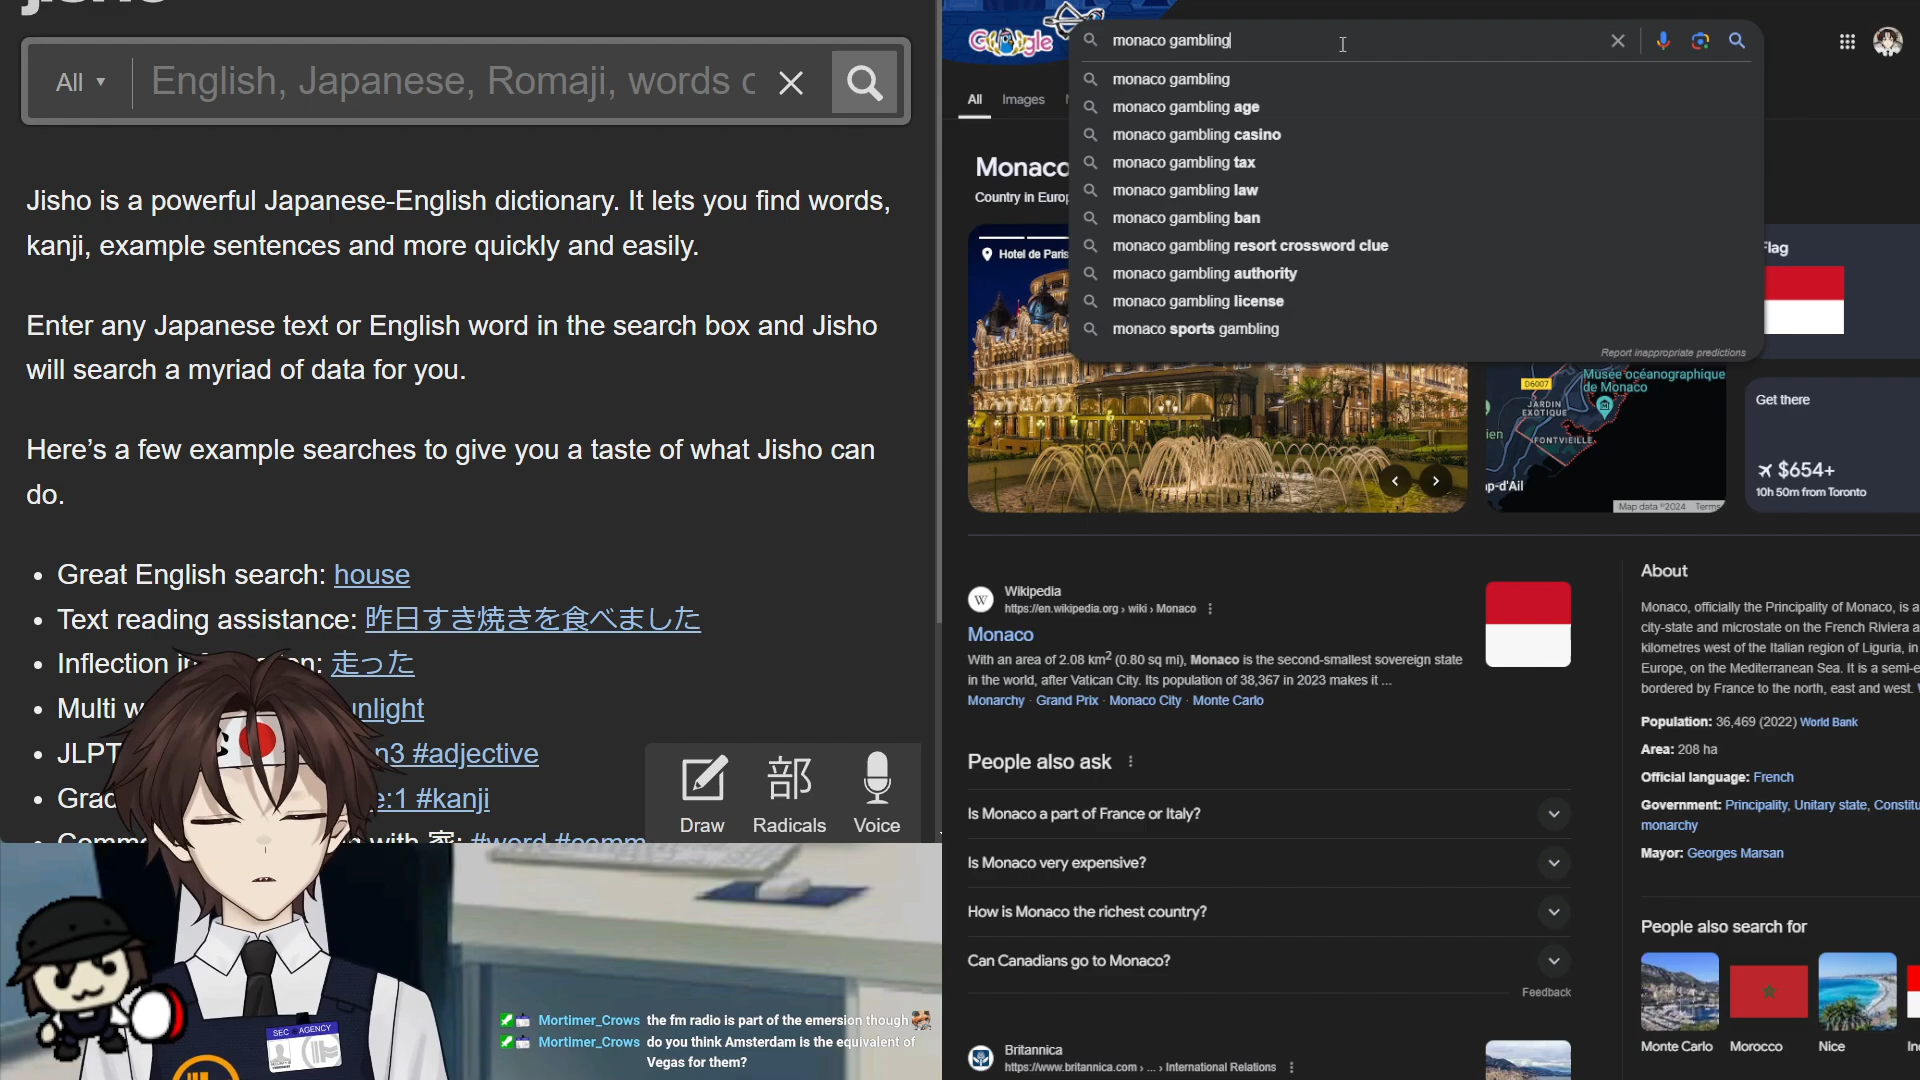 jisho
All ▾ English, Japanese, Romaji, words
Jisho is a powerful Japanese-English dictionary. It lets you find words,
kanji, example sentences and more quickly and easily.
Enter any Japanese text or English word in the search box and Jisho
will search a myriad of data for you.
Here’s a few example searches to give you a taste of what Jisho can
do.
• Great English search: house
• Text reading assistance: 昨日すき焼きを食べました
• Inflection 走った
• Multi nlight
• JLPT n3 #adjective
• Grad e:1 #kanji
with 家: #word
Draw
部
Radicals
Voice
SEC AGENCY
Mortimer_Crows the fm radio is part of the emersion though
Mortimer_Crows do you think Amsterdam is the equivalent of
Vegas for them?
Google
monaco gambling
monaco gambling
monaco gambling age
monaco gambling casino
monaco gambling tax
monaco gambling law
monaco gambling ban
monaco gambling resort crossword clue
monaco gambling authority
monaco gambling license
monaco sports gambling
Report inappropriate predictions
All Images
Monaco
Country in Europ
Hotel de Paris
Flag
D6007
Musée océanographique
de Monaco
JARDIN
EXOTIQUE
FONTVIEILLE
ap-d'Ail
Map data ©2024 Terms
Get there
$654+
10h 50m from Toronto
W
Wikipedia
https://en.wikipedia.org › wiki › Monaco
Monaco
With an area of 2.08 km² (0.80 sq mi), Monaco is the second-smallest sovereign state
in the world, after Vatican City. Its population of 38,367 in 2023 makes it ...
Monarchy · Grand Prix · Monaco City · Monte Carlo
People also ask
Is Monaco a part of France or Italy?
Is Monaco very expensive?
How is Monaco the richest country?
Can Canadians go to Monaco?
Feedback
Britannica
https://www.britannica.com › ... › International Relations
About
Monaco, officially the Principality of Monaco, is a
city-state and microstate on the French Riviera a
kilometres west of the Italian region of Liguria, in
Europe, on the Mediterranean Sea. It is a semi-e
bordered by France to the north, east and west.
Population: 36,469 (2022) World Bank
Area: 208 ha
Official language: French
Government: Principality, Unitary state, Constitu
monarchy
Mayor: Georges Marsan
People also search for
Monte Carlo
Morocco
Nice